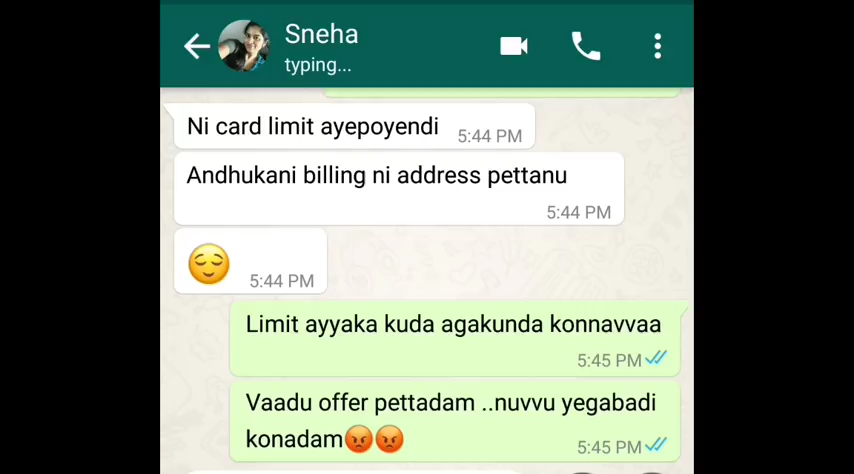 Sneha
typing...
Ni card limit ayepoyendi
5:44 PM
Andhukani billing ni address pettanu
5:44 PM
5:44 PM
Limit ayyaka kuda agakunda konnavvaa
5:45 PM
Vaadu offer pettadam ..nuvvu yegabadi
konadam😡😡
5:45 PM